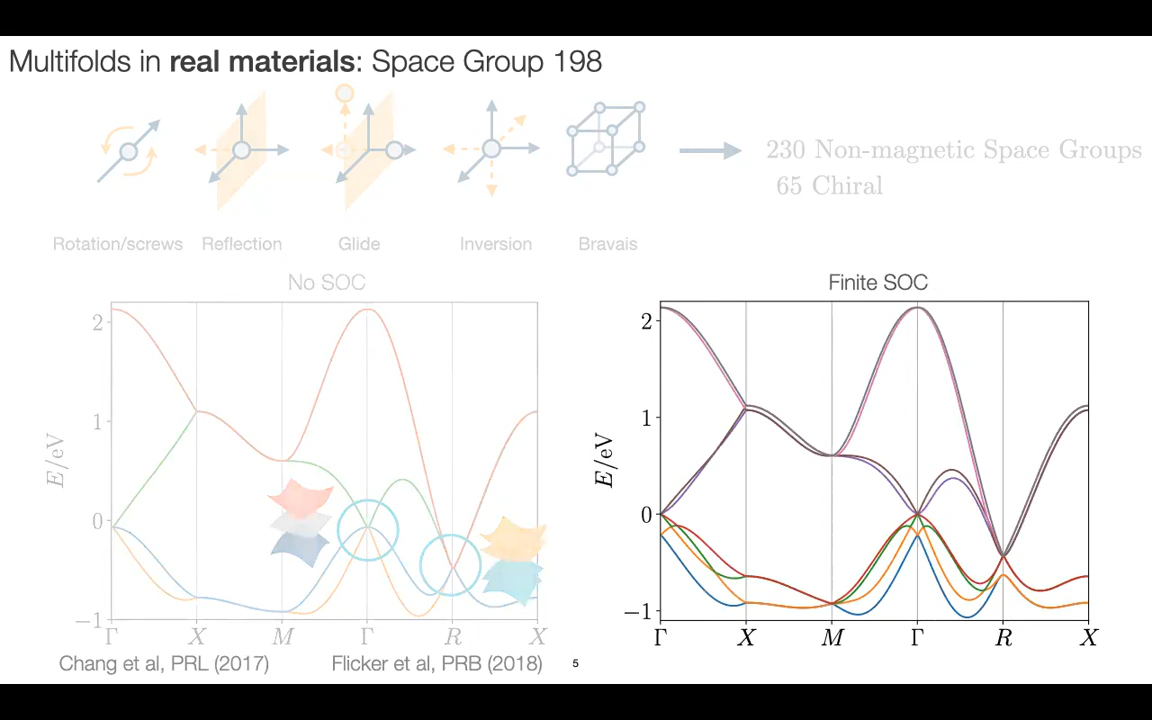 Multifolds in real materials: Space Group 198
230 Non-magnetic Space Groups
65 Chiral
Rotation/screws Reflection Glide Inversion Bravais
No SOC
2
1
0
−1
E/eV
Γ X M Γ R X
Finite SOC
2
1
0
−1
E/eV
Γ X M Γ R X
Chang et al, PRL (2017) Flicker et al, PRB (2018)
5